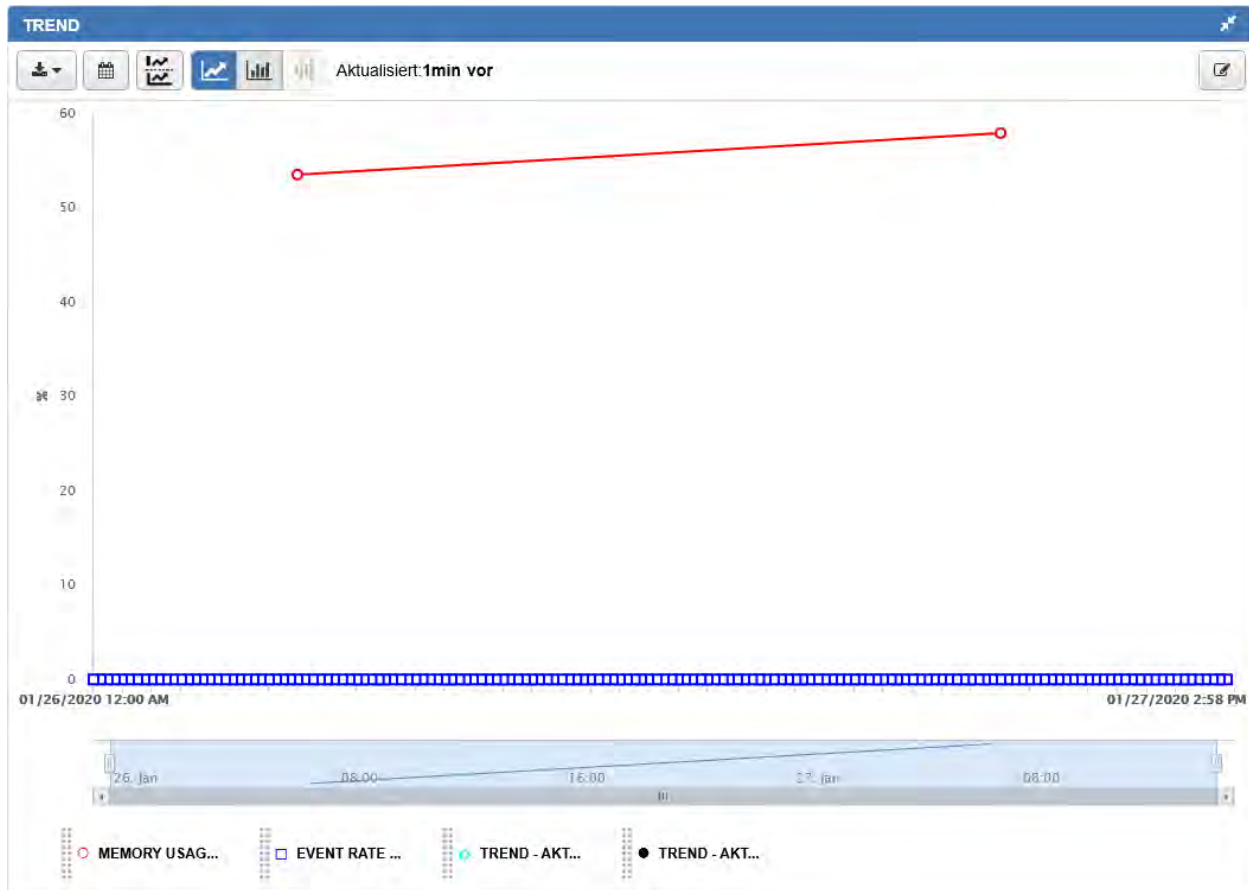 TREND
Aktualisiert:1min vor
60
50
40
% 30
20
10
0
01/26/2020 12:00 AM 01/27/2020 2:58 PM
26. Jan 08:00 16:00 27. Jan 08:00
MEMORY USAG... EVENT RATE ... TREND - AKT... TREND - AKT...